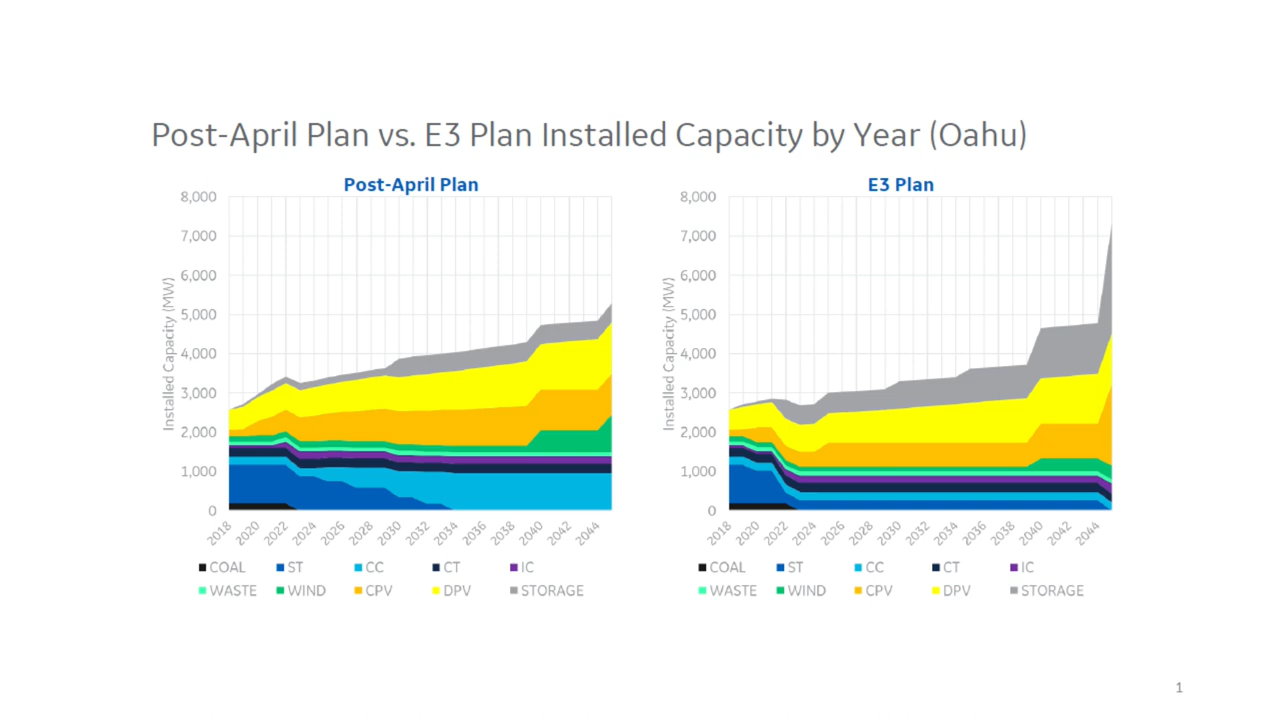 Post-April Plan vs. E3 Plan Installed Capacity by Year (Oahu)
Post-April Plan
8,000
7,000
6,000
5,000
4,000
3,000
2,000
1,000
0
Installed Capacity (MW)
2018 2020 2022 2024 2026 2028 2030 2032 2034 2036 2038 2040 2042 2044
COAL ST CC CT IC
WASTE WIND CPV DPV STORAGE
E3 Plan
8,000
7,000
6,000
5,000
4,000
3,000
2,000
1,000
0
Installed Capacity (MW)
2018 2020 2022 2024 2026 2028 2030 2032 2034 2036 2038 2040 2042 2044
COAL ST CC CT IC
WASTE WIND CPV DPV STORAGE
1